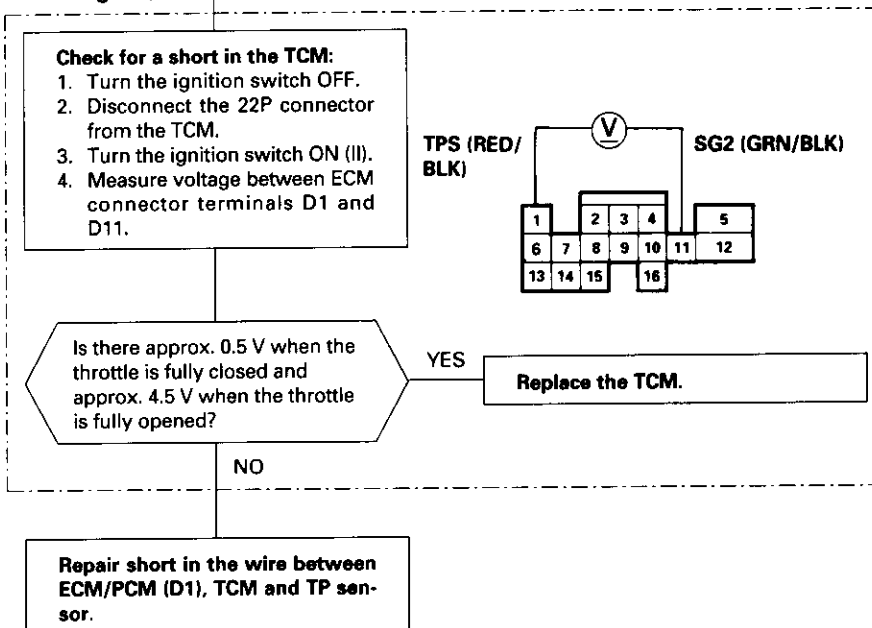 Check for a short in the TCM:
1. Turn the ignition switch OFF.
2. Disconnect the 22P connector
from the TCM.
3. Turn the ignition switch ON (II).
4. Measure voltage between ECM
connector terminals D1 and
D11.
TPS (RED/
BLK)
V
SG2 (GRN/BLK)
1 2 3 4 5
6 7 8 9 10 11 12
13 14 15 16
Is there approx. 0.5 V when the
throttle is fully closed and
approx. 4.5 V when the throttle
is fully opened?
YES
Replace the TCM.
NO
Repair short in the wire between
ECM/PCM (D1), TCM and TP sen-
sor.